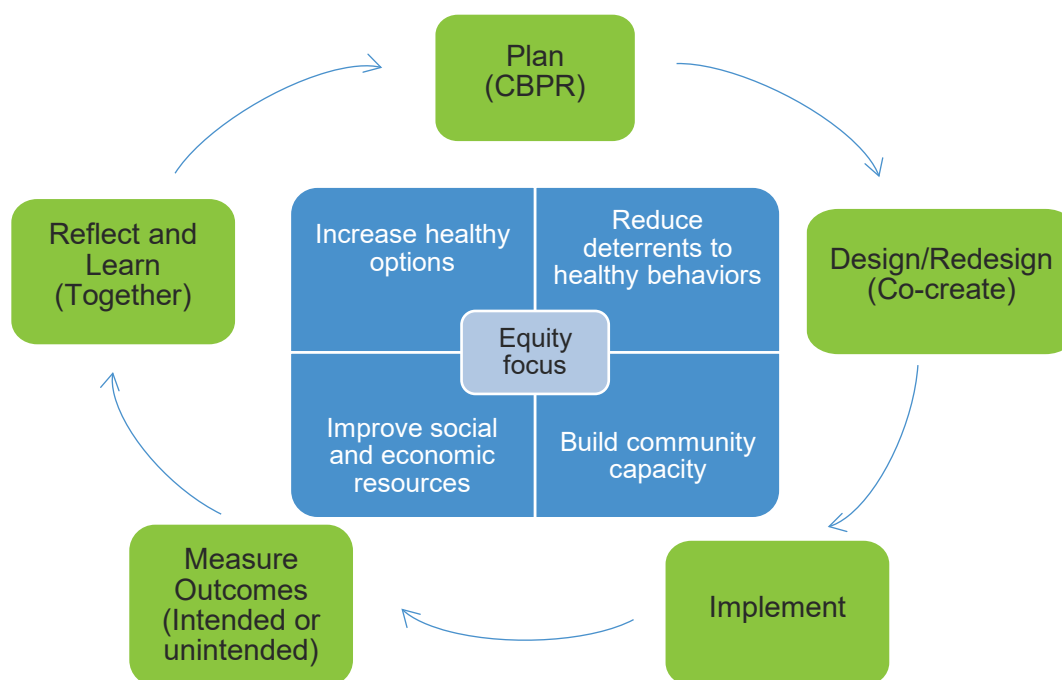 Plan
(CBPR)
Increase healthy
options
Reduce
deterrents to
healthy behaviors
Reflect and
Learn
(Together)
Design/Redesign
(Co-create)
Equity
focus
Improve social
and economic
resources
Build community
capacity
Measure
Outcomes
(Intended or
unintended)
Implement